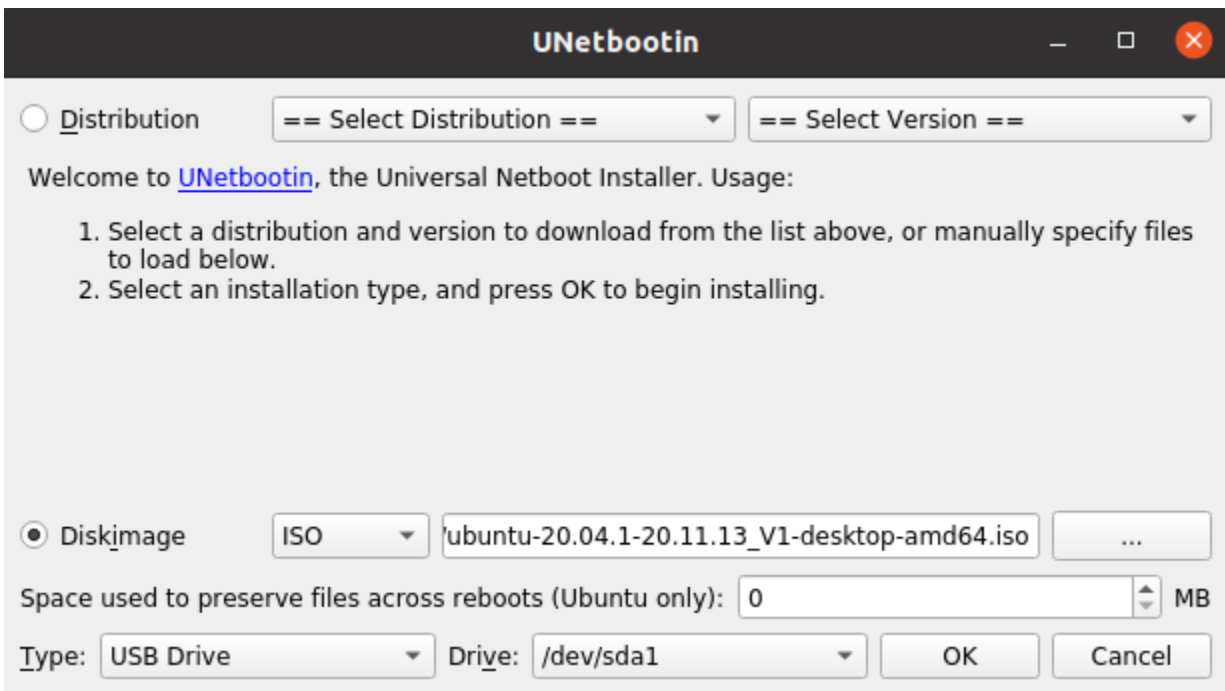 UNetbootin
Distribution == Select Distribution == == Select Version ==
Welcome to UNetbootin, the Universal Netboot Installer. Usage:
1. Select a distribution and version to download from the list above, or manually specify files
to load below.
2. Select an installation type, and press OK to begin installing.
Diskimage ISO ubuntu-20.04.1-20.11.13_V1-desktop-amd64.iso ...
Space used to preserve files across reboots (Ubuntu only): 0 MB
Type: USB Drive Drive: /dev/sda1 OK Cancel